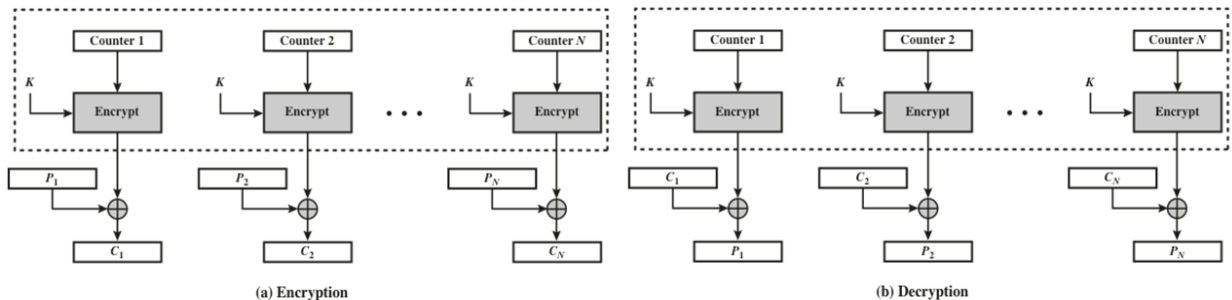 Counter 1 Counter 2 Counter N
K K K
Encrypt Encrypt • • • Encrypt
P1 P2 PN
C1 C2 CN
(a) Encryption
Counter 1 Counter 2 Counter N
K K K
Encrypt Encrypt • • • Encrypt
C1 C2 CN
P1 P2 PN
(b) Decryption